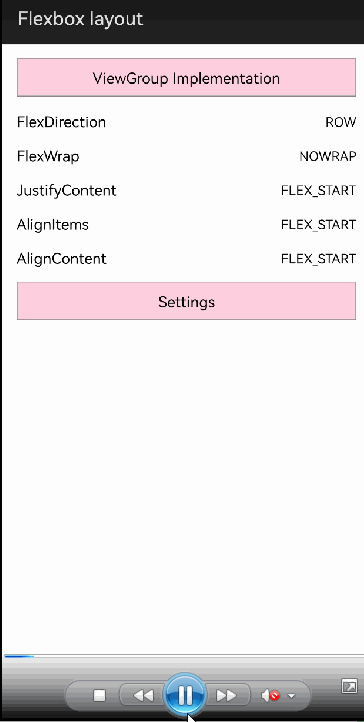 Flexbox layout
ViewGroup Implementation
FlexDirection ROW
FlexWrap NOWRAP
JustifyContent FLEX_START
AlignItems FLEX_START
AlignContent FLEX_START
Settings